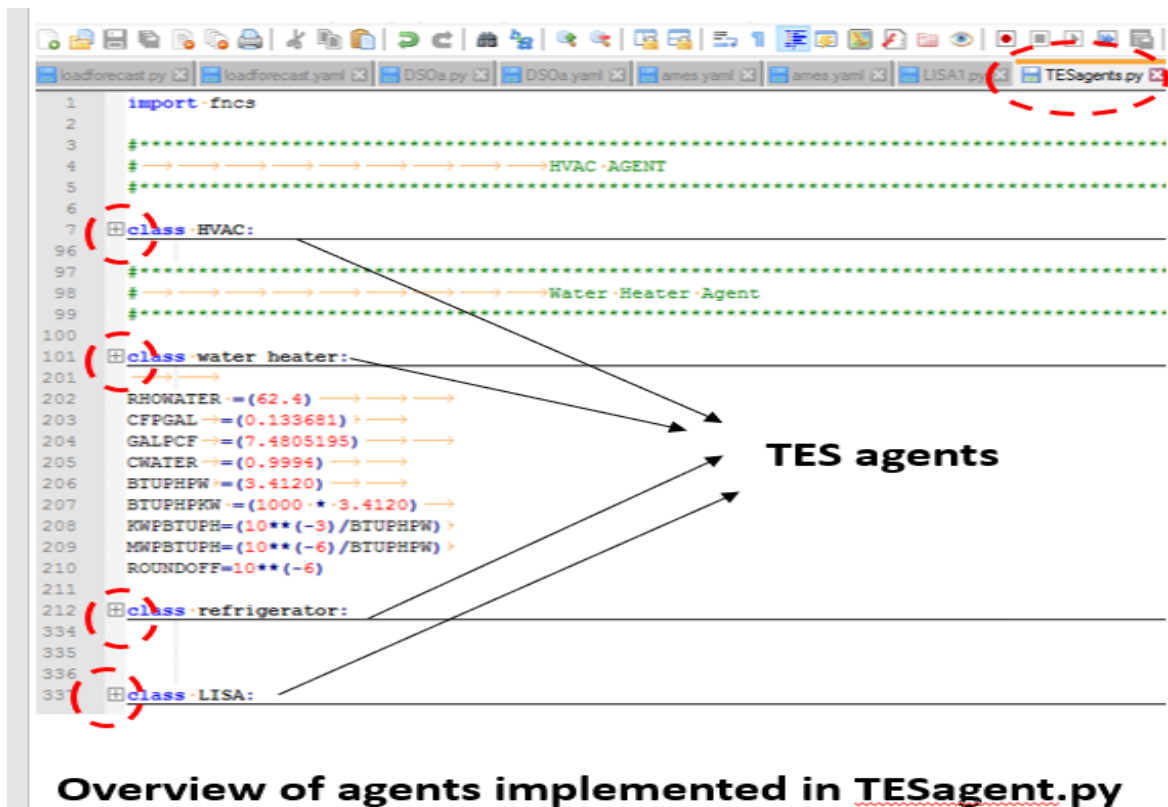 loadforecast.py loadforecast.yaml DSOa.py DSOa.yaml ames.yaml ames.yaml LISA1.py TESagents.py
1 import fncs
2
3 #**********************************************************************
4 # HVAC AGENT
5 #**********************************************************************
6
7 class HVAC:
96
97 #**********************************************************************
98 # Water Heater Agent
99 #**********************************************************************
100
101 class water heater:
201
202 RHOWATER =(62.4)
203 CFPGAL =(0.133681)
204 GALPCF =(7.4805195)
205 CWATER =(0.9994)
206 BTUPHPW =(3.4120)
207 BTUPHPKW =(1000 * 3.4120)
208 KWPBTUPH=(10**(-3)/BTUPHPW)
209 MWPBTUPH=(10**(-6)/BTUPHPW)
210 ROUNDOFF=10**(-6)
211
212 class refrigerator:
334
335
336
337 class LISA:
TES agents
Overview of agents implemented in TESagent.py